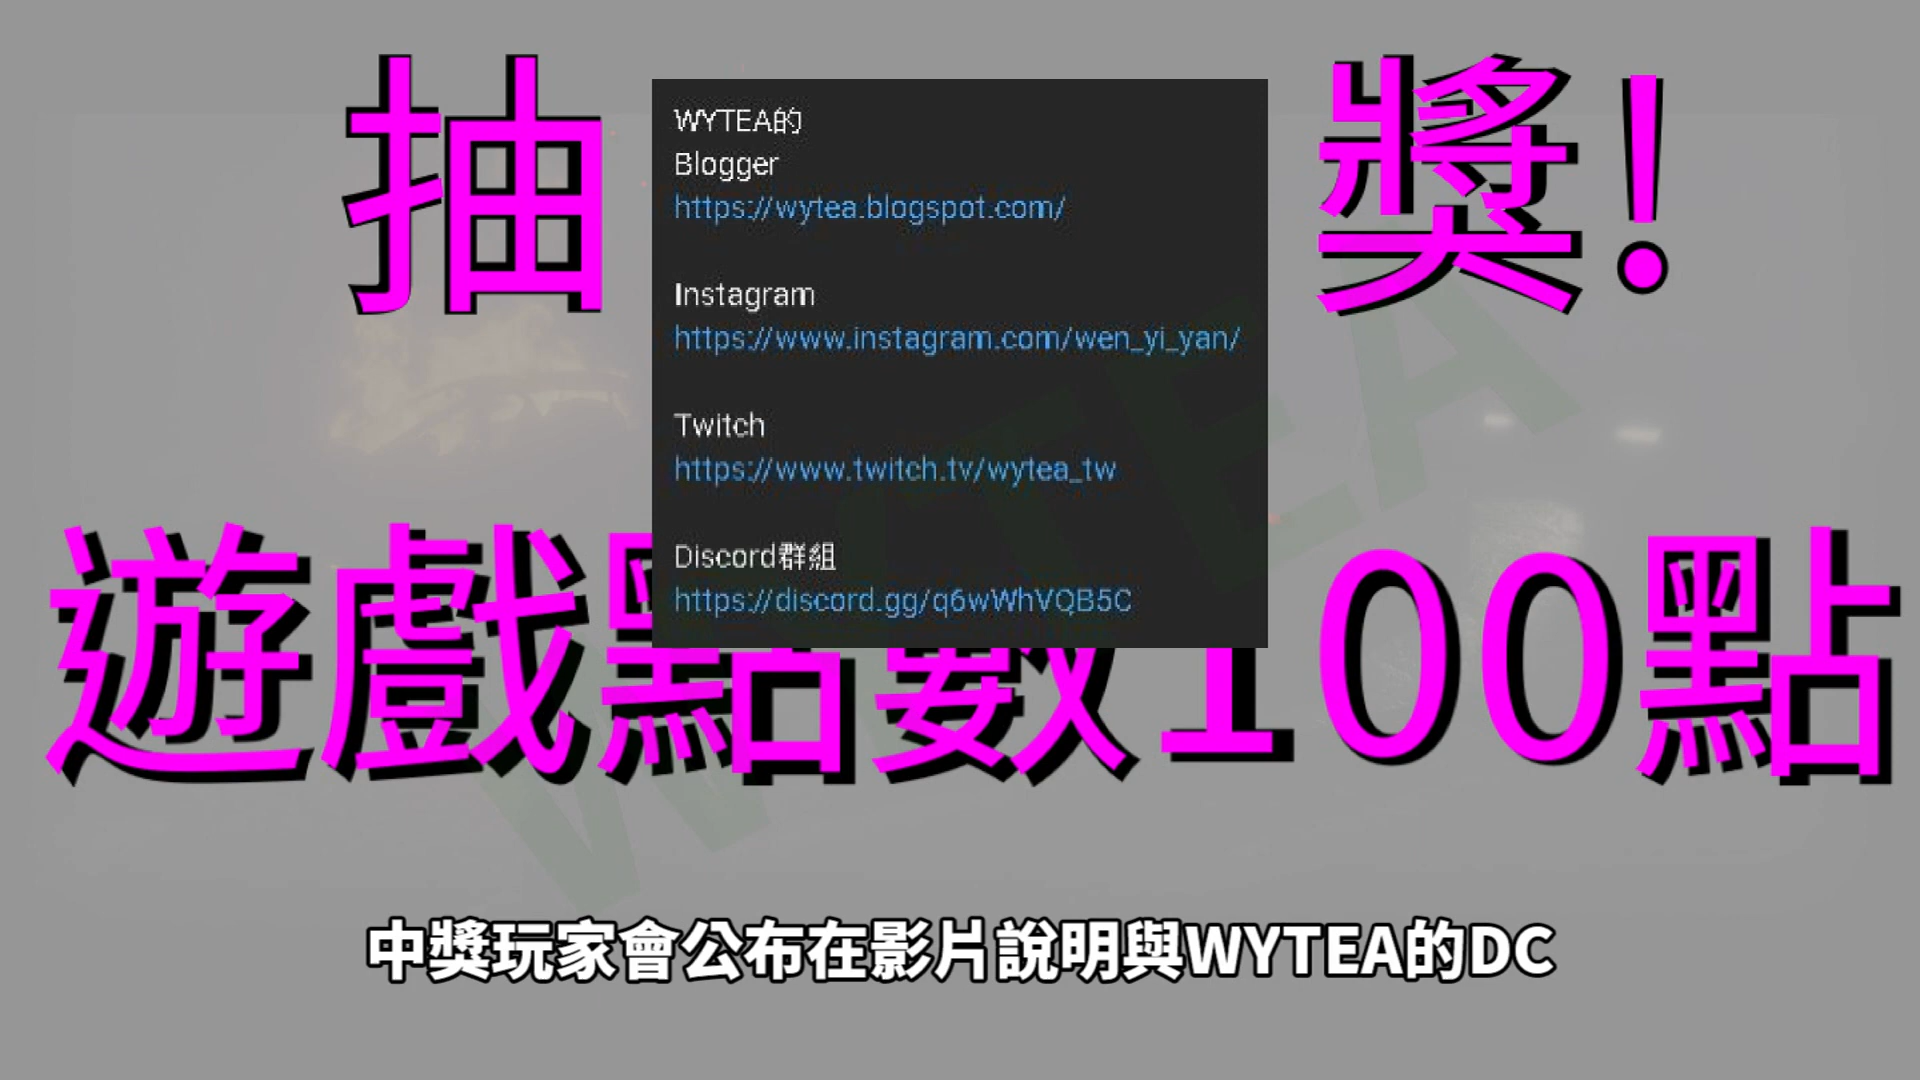 抽獎!
WYTEA的
Blogger
https://wytea.blogspot.com/
Instagram
https://www.instagram.com/wen_yi_yan/
Twitch
https://www.twitch.tv/wytea_tw
Discord群組
https://discord.gg/q6wWhVQB5C
遊戲點數100點
中獎玩家會公布在影片說明與WYTEA的DC
WYTEA